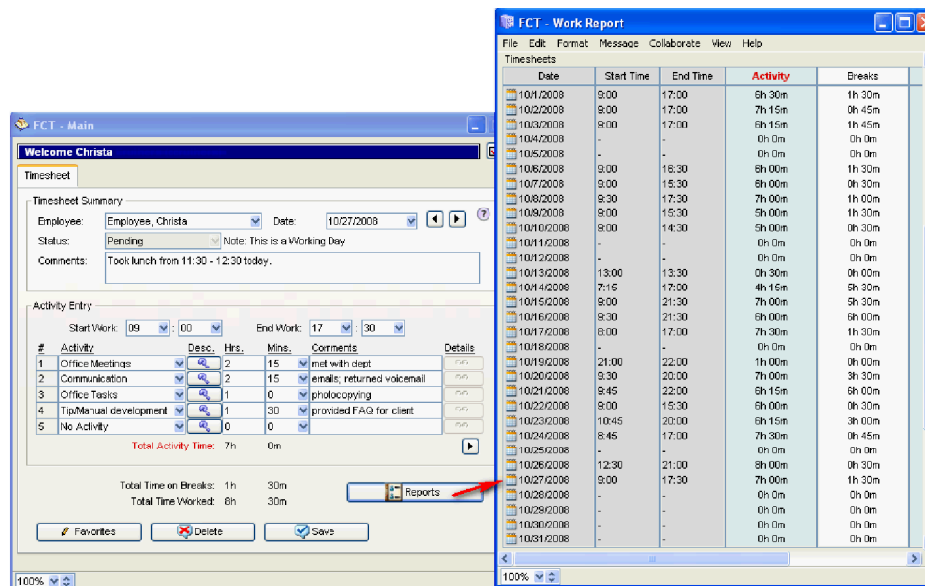 FCT - Main
Welcome Christa
Timesheet
Timesheet Summary
Employee: Employee, Christa Date: 10/27/2008
Status: Pending Note: This is a Working Day
Comments: Took lunch from 11:30 - 12:30 today.
Activity Entry
Start Work: 09 : 00 End Work: 17 : 30
# Activity Desc. Hrs. Mins. Comments Details
1 Office Meetings 2 15 met with dept
2 Communication 2 15 emails; returned voicemail
3 Office Tasks 1 0 photocopying
4 Tip/Manual development 1 30 provided FAQ for client
5 No Activity 0 0
Total Activity Time: 7h 0m
Total Time on Breaks: 1h 30m
Total Time Worked: 8h 30m
Reports
Favorites Delete Save
100%
FCT - Work Report
File Edit Format Message Collaborate View Help
Timesheets
Date Start Time End Time Activity Breaks
10/1/2008 9:00 17:00 6h 30m 1h 30m
10/2/2008 9:00 17:00 7h 15m 0h 45m
10/3/2008 9:00 17:00 6h 15m 1h 45m
10/4/2008 - - 0h 0m 0h 0m
10/5/2008 - - 0h 0m 0h 0m
10/6/2008 9:00 16:30 6h 00m 1h 30m
10/7/2008 9:00 15:30 6h 00m 0h 30m
10/8/2008 9:30 17:30 7h 00m 1h 00m
10/9/2008 9:00 15:30 5h 00m 1h 30m
10/10/2008 9:00 14:30 5h 00m 0h 30m
10/11/2008 - - 0h 0m 0h 0m
10/12/2008 - - 0h 0m 0h 0m
10/13/2008 13:00 13:30 0h 30m 0h 00m
10/14/2008 7:15 17:00 4h 15m 5h 30m
10/15/2008 9:00 21:30 7h 00m 5h 30m
10/16/2008 9:30 21:30 6h 00m 6h 00m
10/17/2008 8:00 17:00 7h 30m 1h 30m
10/18/2008 - - 0h 0m 0h 0m
10/19/2008 21:00 22:00 1h 00m 0h 00m
10/20/2008 9:30 20:00 7h 00m 3h 30m
10/21/2008 9:45 22:00 6h 15m 6h 00m
10/22/2008 9:00 15:30 6h 00m 0h 30m
10/23/2008 10:45 20:00 6h 15m 3h 00m
10/24/2008 8:45 17:00 7h 30m 0h 45m
10/25/2008 - - 0h 0m 0h 0m
10/26/2008 12:30 21:00 8h 00m 0h 30m
10/27/2008 9:00 17:30 7h 00m 1h 30m
10/28/2008 - - 0h 0m 0h 0m
10/29/2008 - - 0h 0m 0h 0m
10/30/2008 - - 0h 0m 0h 0m
10/31/2008 - - 0h 0m 0h 0m
100%